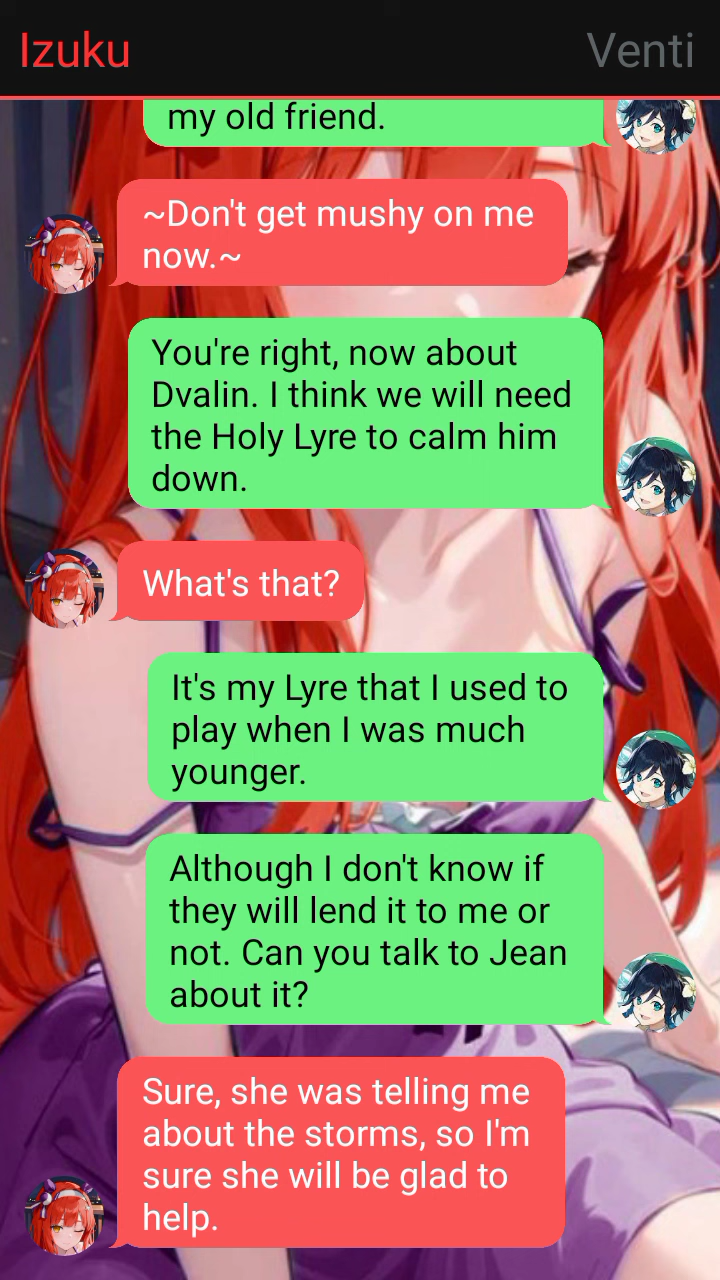 Izuku
Venti
my old friend.
~Don't get mushy on me
now.~
You're right, now about
Dvalin. I think we will need
the Holy Lyre to calm him
down.
What's that?
It's my Lyre that I used to
play when I was much
younger.
Although I don't know if
they will lend it to me or
not. Can you talk to Jean
about it?
Sure, she was telling me
about the storms, so I'm
sure she will be glad to
help.